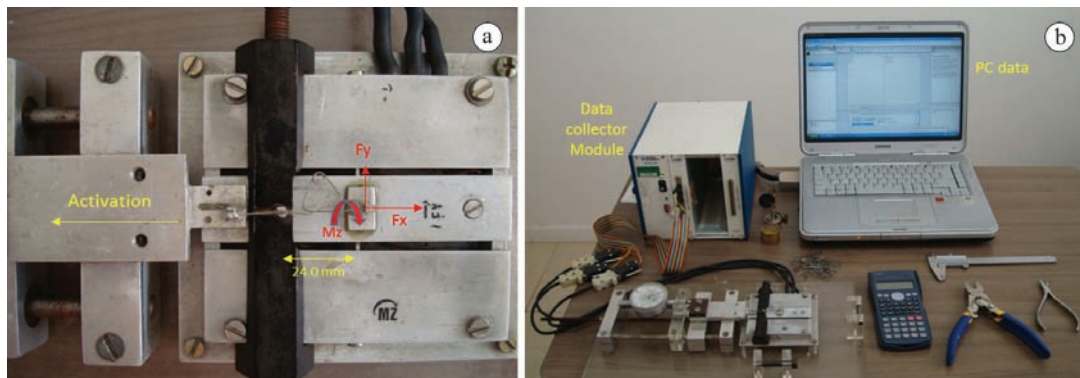 a
Fy
Activation
Fx
Mz
24.0 mm
MZ
b
PC data
Data
collector
Module